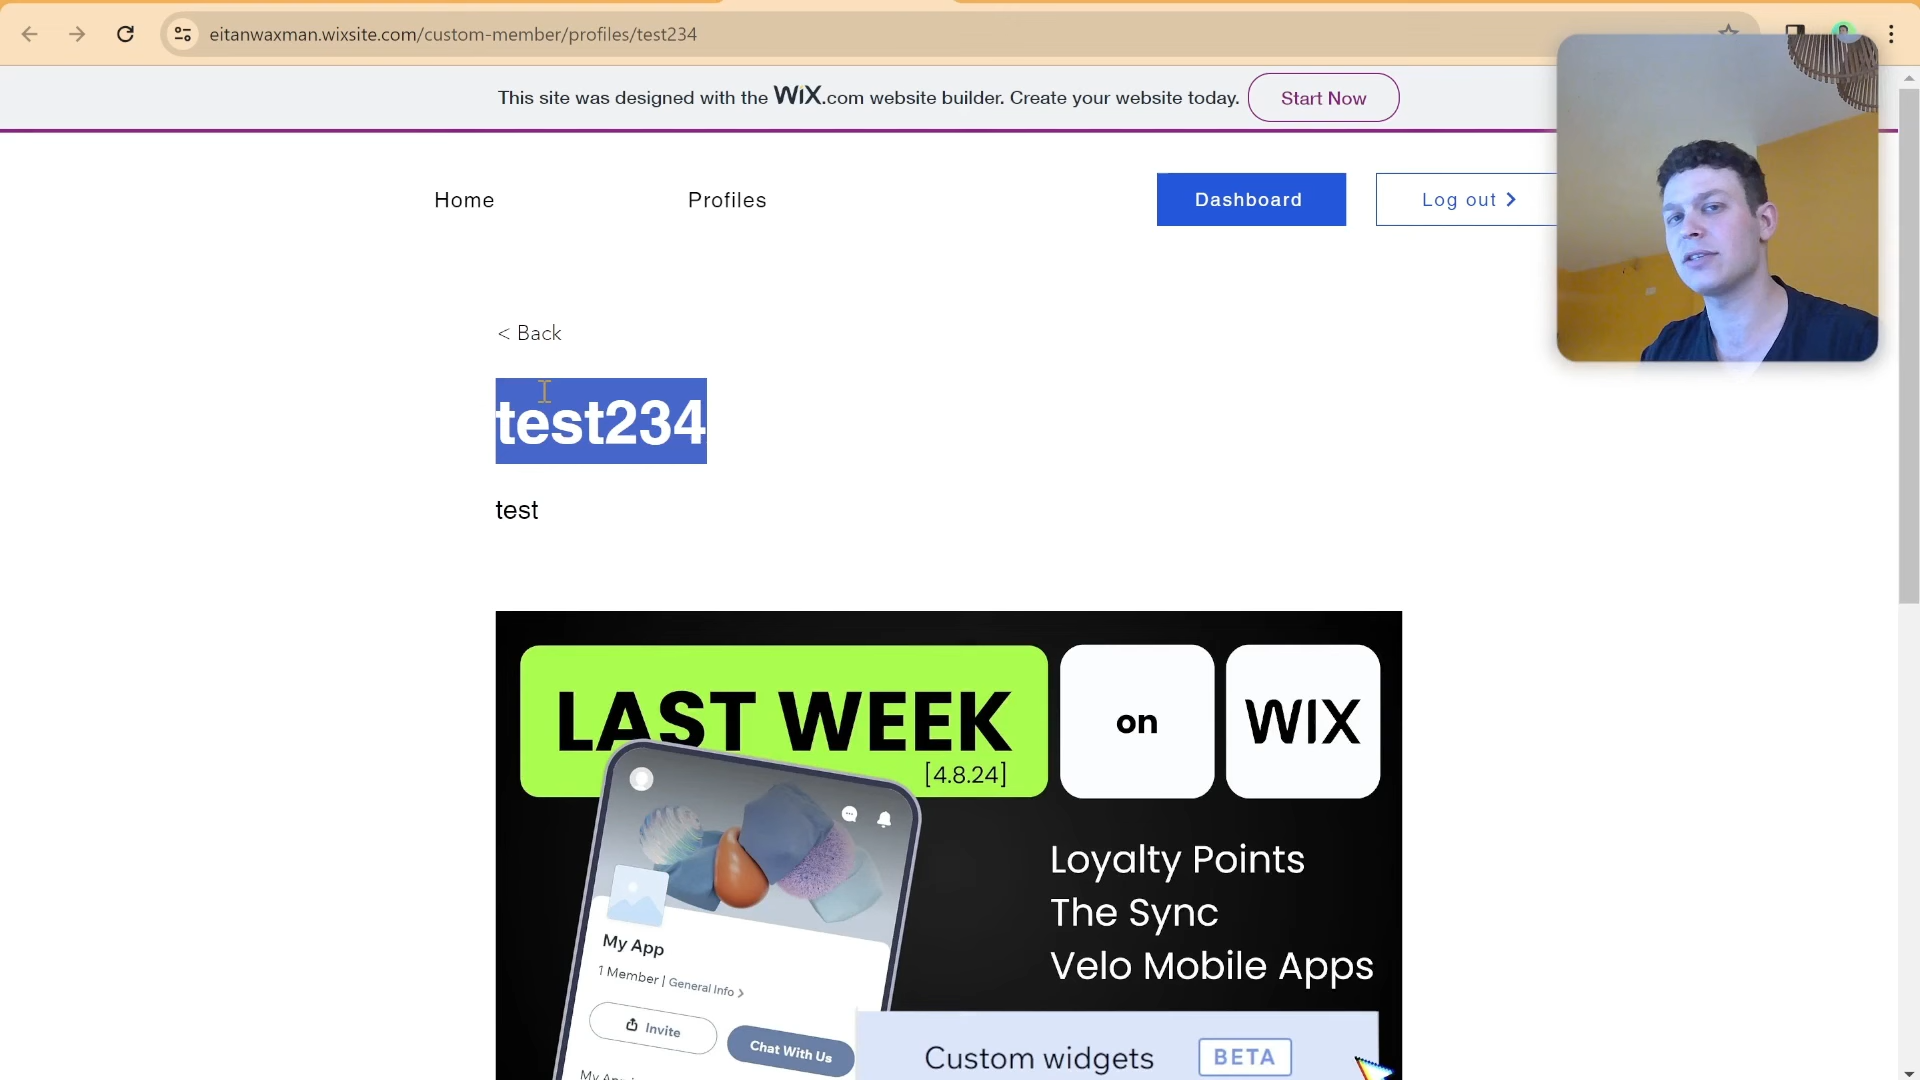 eitanwaxman.wixsite.com/custom-member/profiles/test234
This site was designed with the WiX.com website builder. Create your website today.
Start Now
Home
Profiles
Dashboard
Log out >
< Back
test234
test
LAST WEEK
[4.8.24]
on
WIX
Loyalty Points
The Sync
Velo Mobile Apps
My App
1 Member | General Info >
Invite
Chat With Us
Custom widgets
BETA